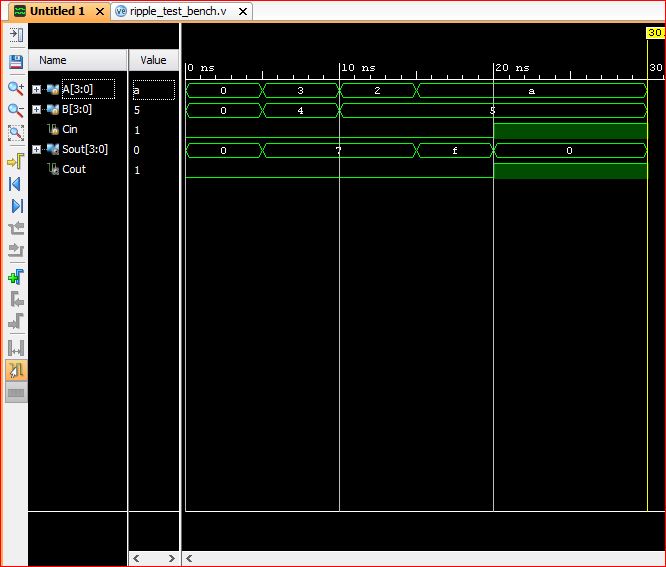 Untitled 1 × ripple_test_bench.v ×
30.
Name Value
0 ns 10 ns 20 ns 30
A[3:0] a 0 3 2 a
B[3:0] 5 0 4 5
Cin 1
Sout[3:0] 0 0 7 f 0
Cout 1